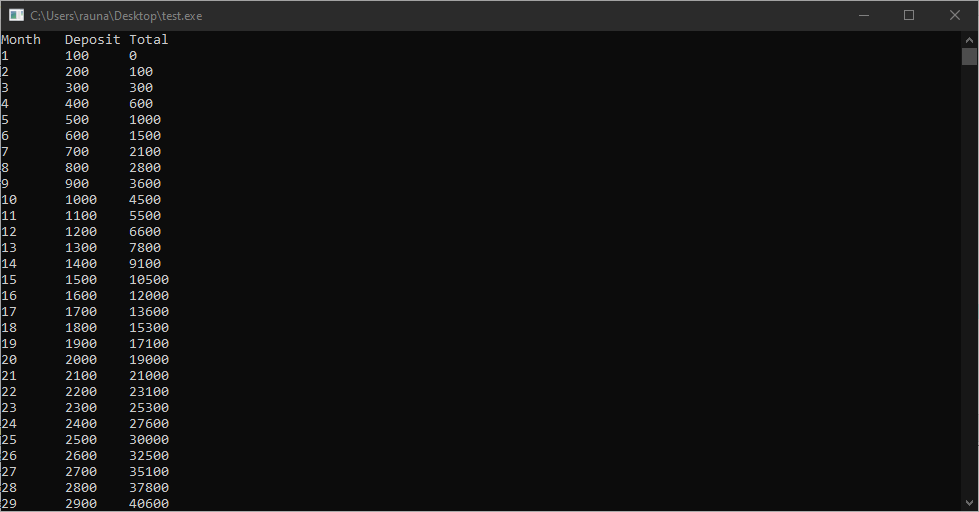 C:\Users\rauna\Desktop\test.exe
Month Deposit Total
1 100 0
2 200 100
3 300 300
4 400 600
5 500 1000
6 600 1500
7 700 2100
8 800 2800
9 900 3600
10 1000 4500
11 1100 5500
12 1200 6600
13 1300 7800
14 1400 9100
15 1500 10500
16 1600 12000
17 1700 13600
18 1800 15300
19 1900 17100
20 2000 19000
21 2100 21000
22 2200 23100
23 2300 25300
24 2400 27600
25 2500 30000
26 2600 32500
27 2700 35100
28 2800 37800
29 2900 40600